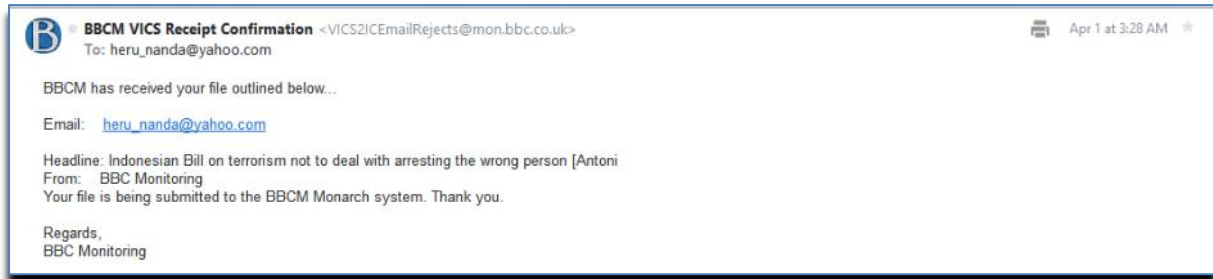 B
BBCM VICS Receipt Confirmation <VICS2ICEmailRejects@mon.bbc.co.uk> Apr 1 at 3:28 AM
To: heru_nanda@yahoo.com
BBCM has received your file outlined below...
Email: heru_nanda@yahoo.com
Headline: Indonesian Bill on terrorism not to deal with arresting the wrong person [Antoni
From: BBC Monitoring
Your file is being submitted to the BBCM Monarch system. Thank you.
Regards,
BBC Monitoring